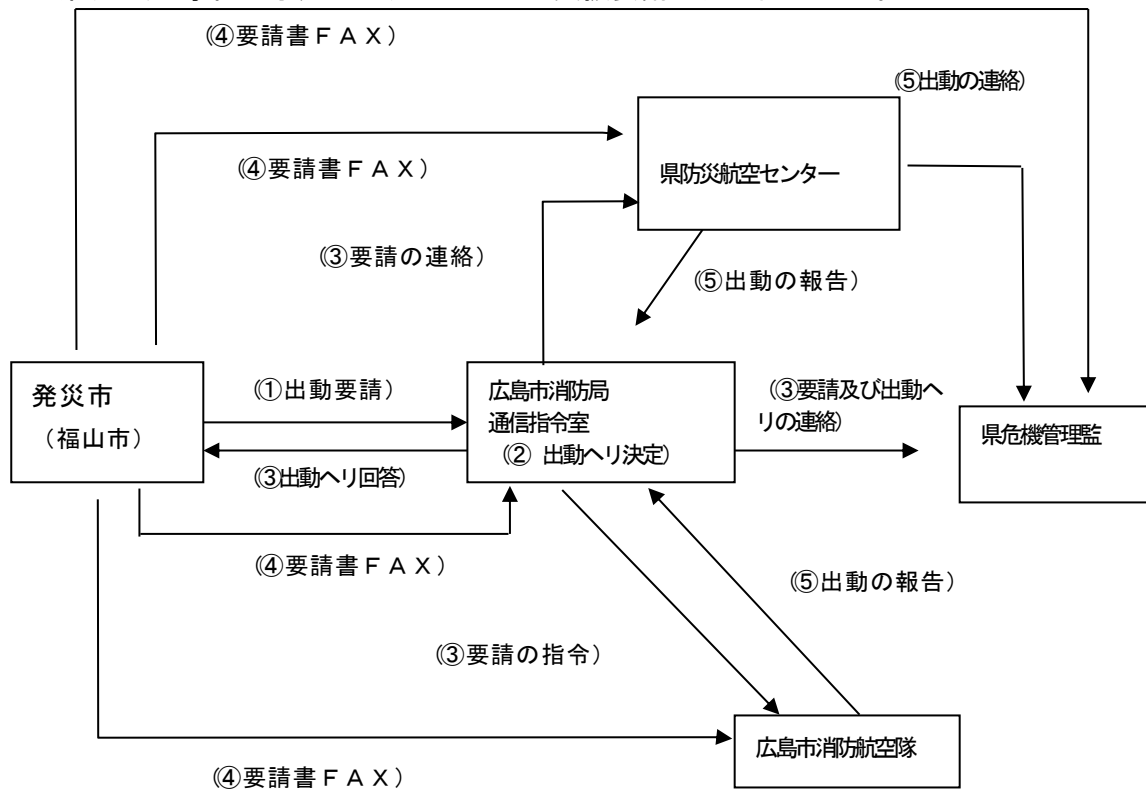 (④要請書ＦＡＸ)
(⑤出動の連絡)
(④要請書ＦＡＸ)
県防災航空センター
(③要請の連絡)
(⑤出動の報告)
発災市
（福山市）
(①出動要請)
広島市消防局
通信指令室
(② 出動ヘリ決定)
(③要請及び出動ヘ
リの連絡)
県危機管理監
(③出動ヘリ回答)
(④要請書ＦＡＸ)
(⑤出動の報告)
(③要請の指令)
広島市消防航空隊
(④要請書ＦＡＸ)